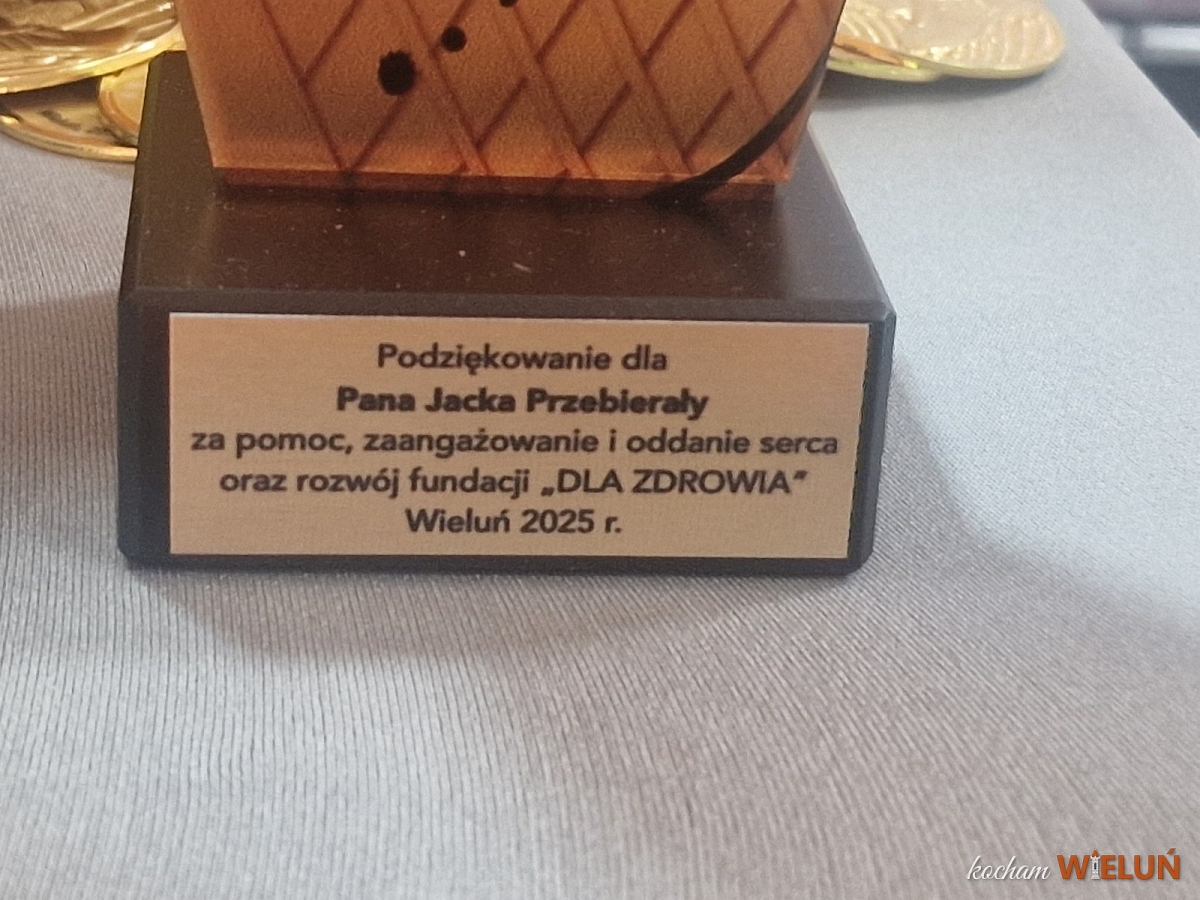 Podziękowanie dla
Pana Jacka Przebierały
za pomoc, zaangażowanie i oddanie serca
oraz rozwój fundacji „DLA ZDROWIA”
Wieluń 2025 r.
kocham WIELUŃ